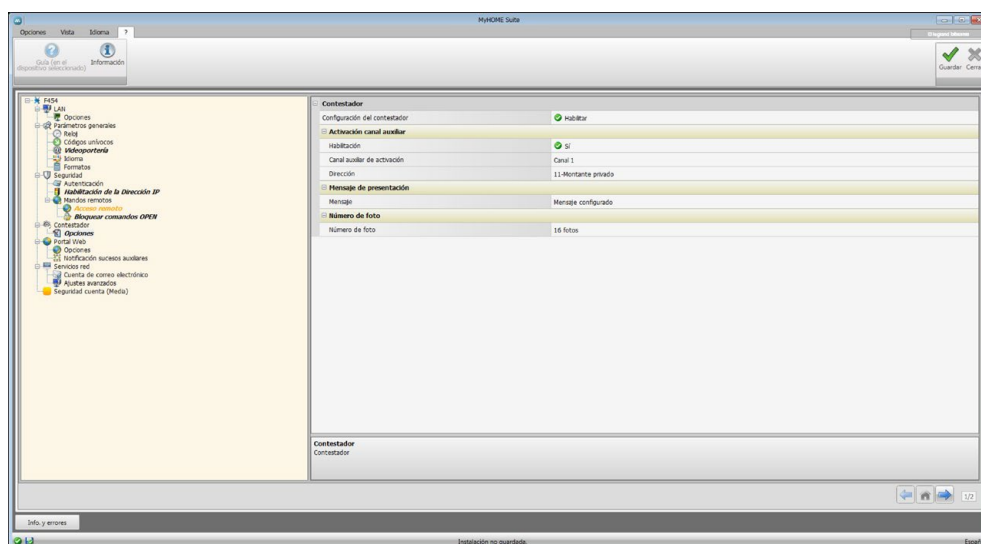 MyHOME Suite
Opciones Vista Idioma ?
Guía (en el
dispositivo seleccionado)
Información
Guardar Cerra
F454
LAN
Opciones
Parámetros generales
Reloj
Códigos unívocos
Videoportería
Idioma
Formatos
Seguridad
Autenticación
Habilitación de la Dirección IP
Mandos remotos
Acceso remoto
Bloquear comandos OPEN
Contestador
Opciones
Portal Web
Opciones
Notificación sucesos auxiliares
Servicios red
Cuenta de correo electrónico
Ajustes avanzados
Seguridad cuenta (Media)
Contestador
Configuración del contestador Habilitar
Activación canal auxiliar
Habilitación Sí
Canal auxiliar de activación Canal 1
Dirección 11-Montante privado
Mensaje de presentación
Mensaje Mensaje configurado
Número de foto
Número de foto 16 fotos
Contestador
Contestador
1/2
Info. y errores
Instalación no guardada.
Españ